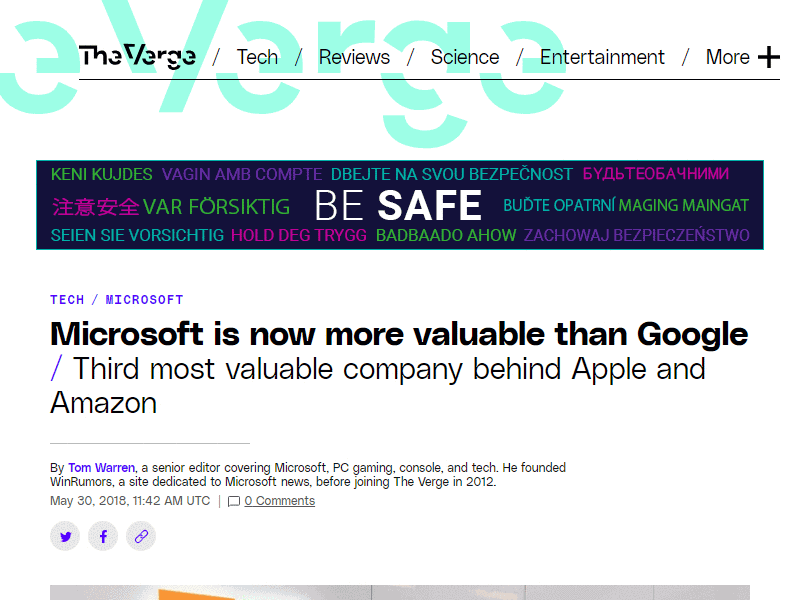 eVerge
The Verge / Tech / Reviews / Science / Entertainment / More
KENI KUJDES VAGIN AMB COMPTE DBEJTE NA SVOU BEZPEČNOST БУДЬТЕОБАЧНИМИ
注意安全 VAR FÖRSIKTIG BE SAFE BUĎTE OPATRNÍ MAGING MAINGAT
SEIEN SIE VORSICHTIG HOLD DEG TRYGG BADBAADO AHOW ZACHOWAJ BEZPIECZEŃSTWO
TECH / MICROSOFT
Microsoft is now more valuable than Google
/ Third most valuable company behind Apple and
Amazon
By Tom Warren, a senior editor covering Microsoft, PC gaming, console, and tech. He founded
WinRumors, a site dedicated to Microsoft news, before joining The Verge in 2012.
May 30, 2018, 11:42 AM UTC | 0 Comments